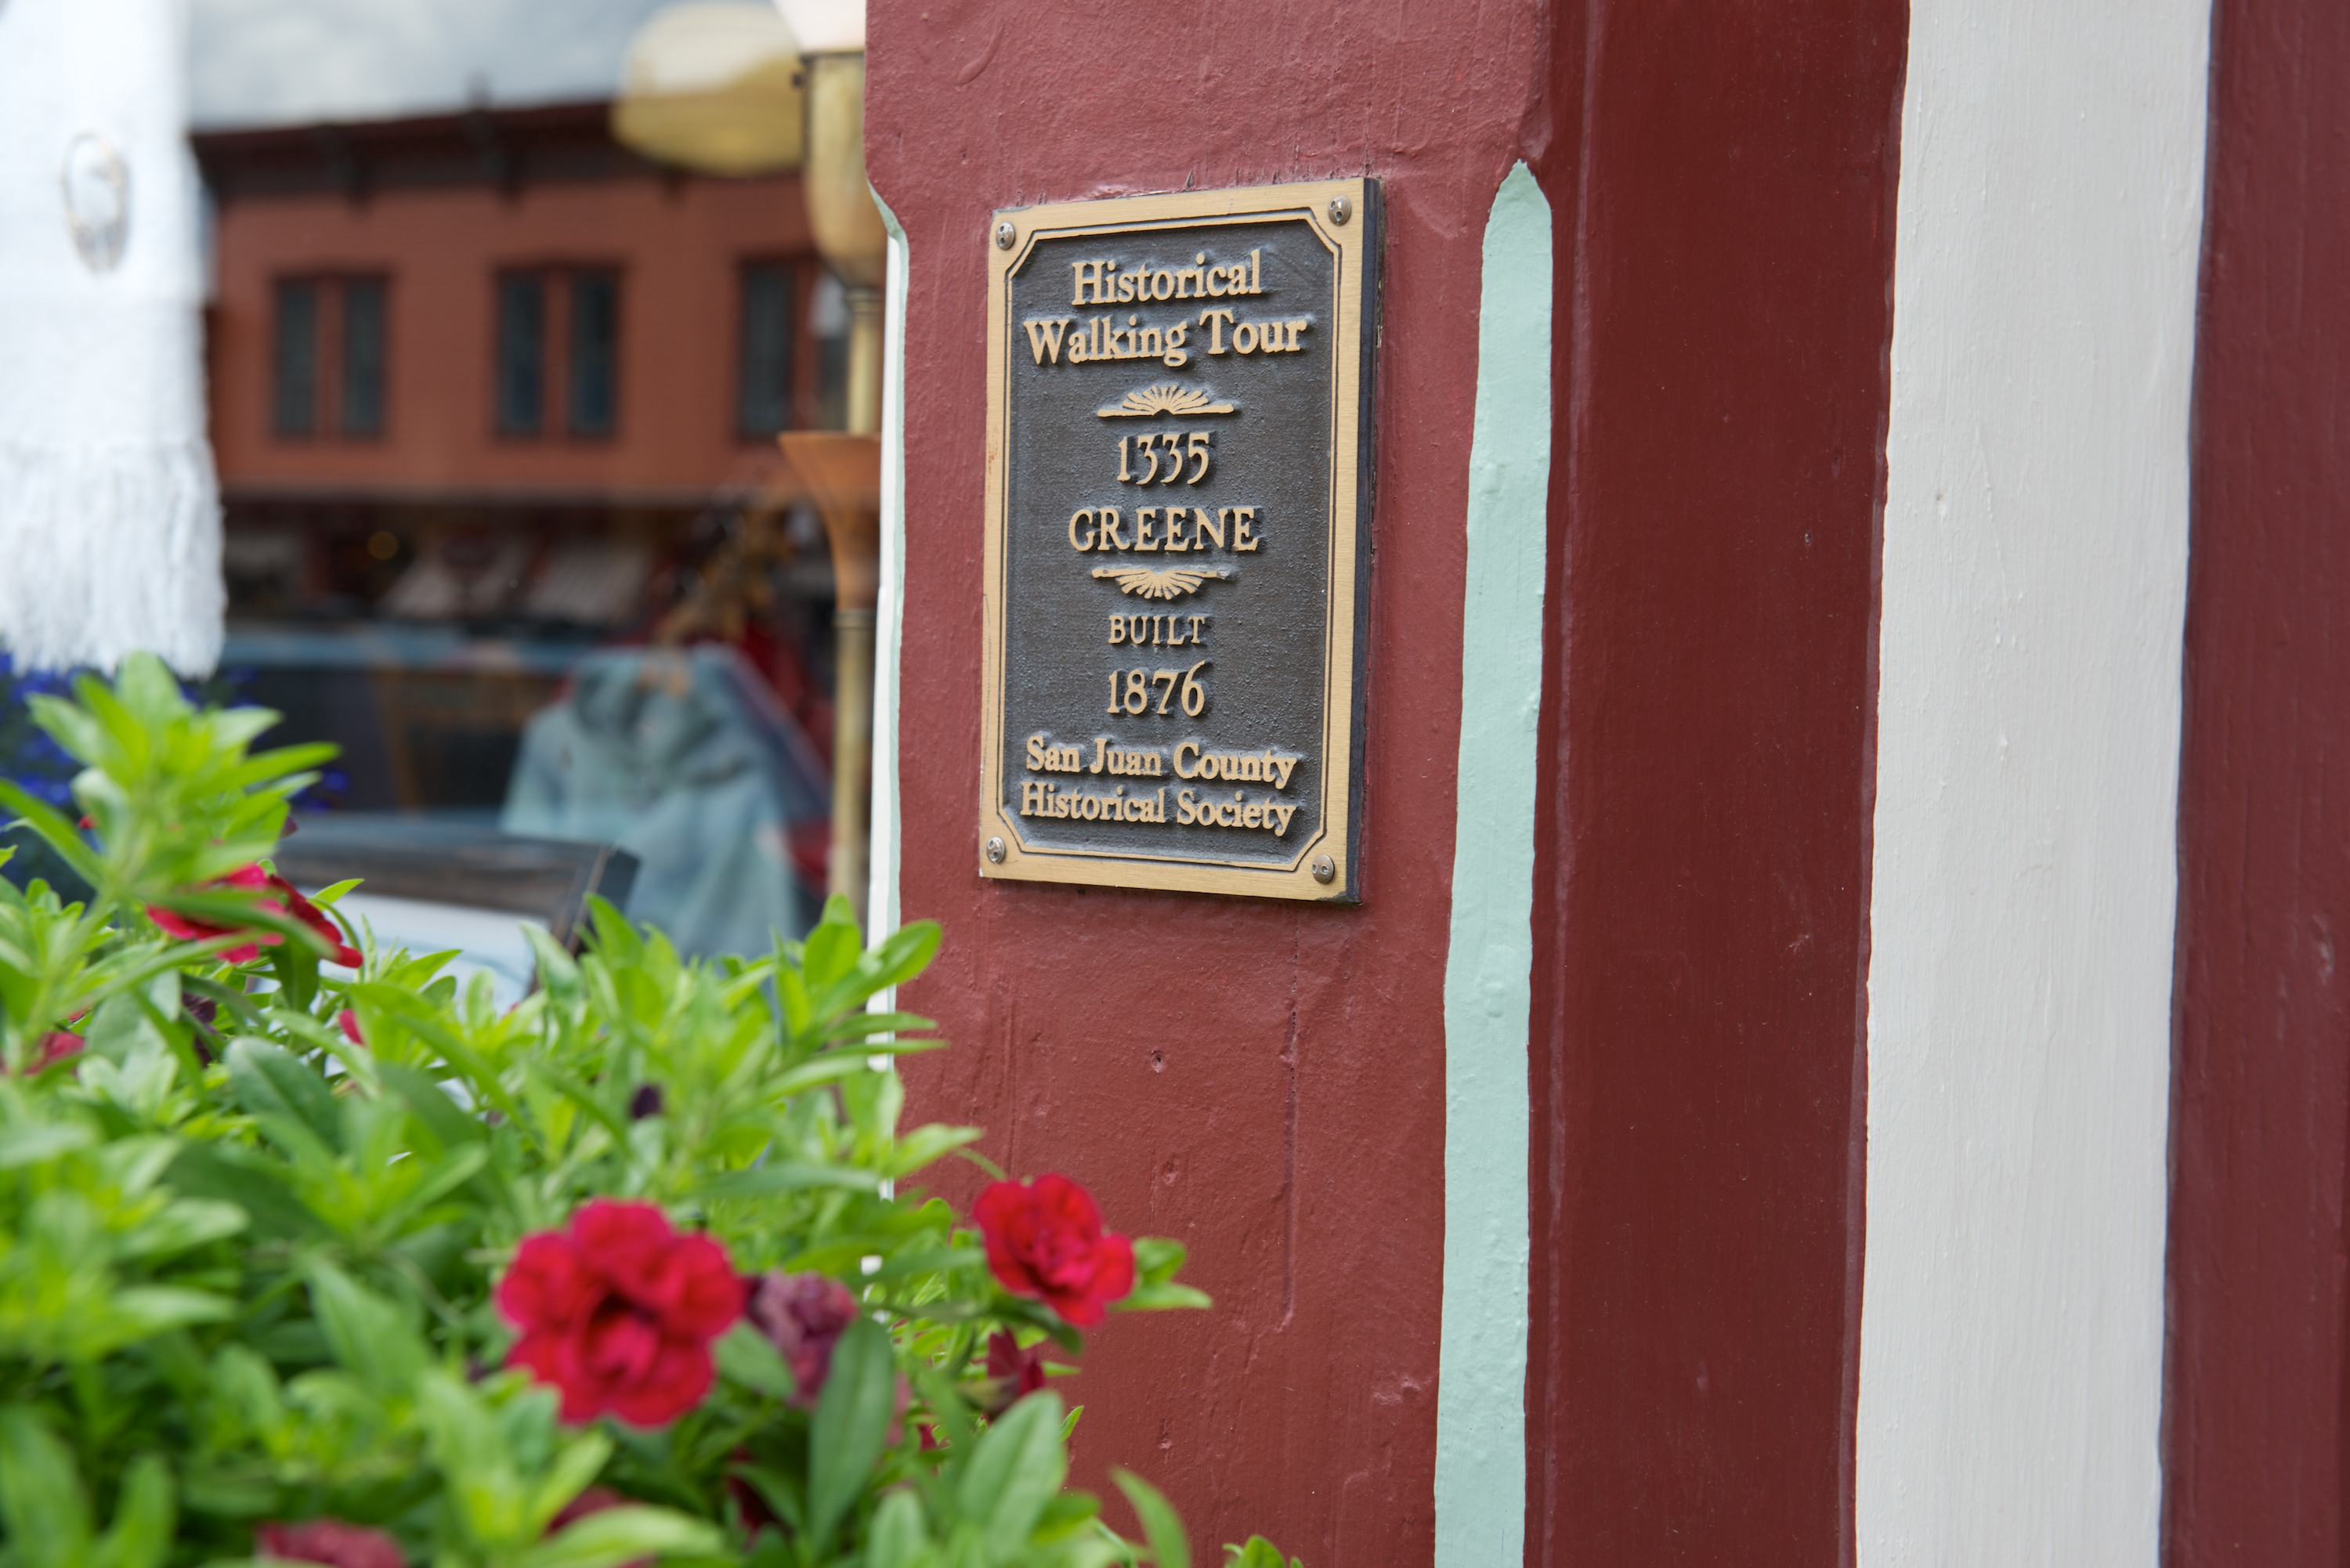 Historical
Walking Tour
1335
GREENE
BUILT
1876
San Juan County
Historical Society